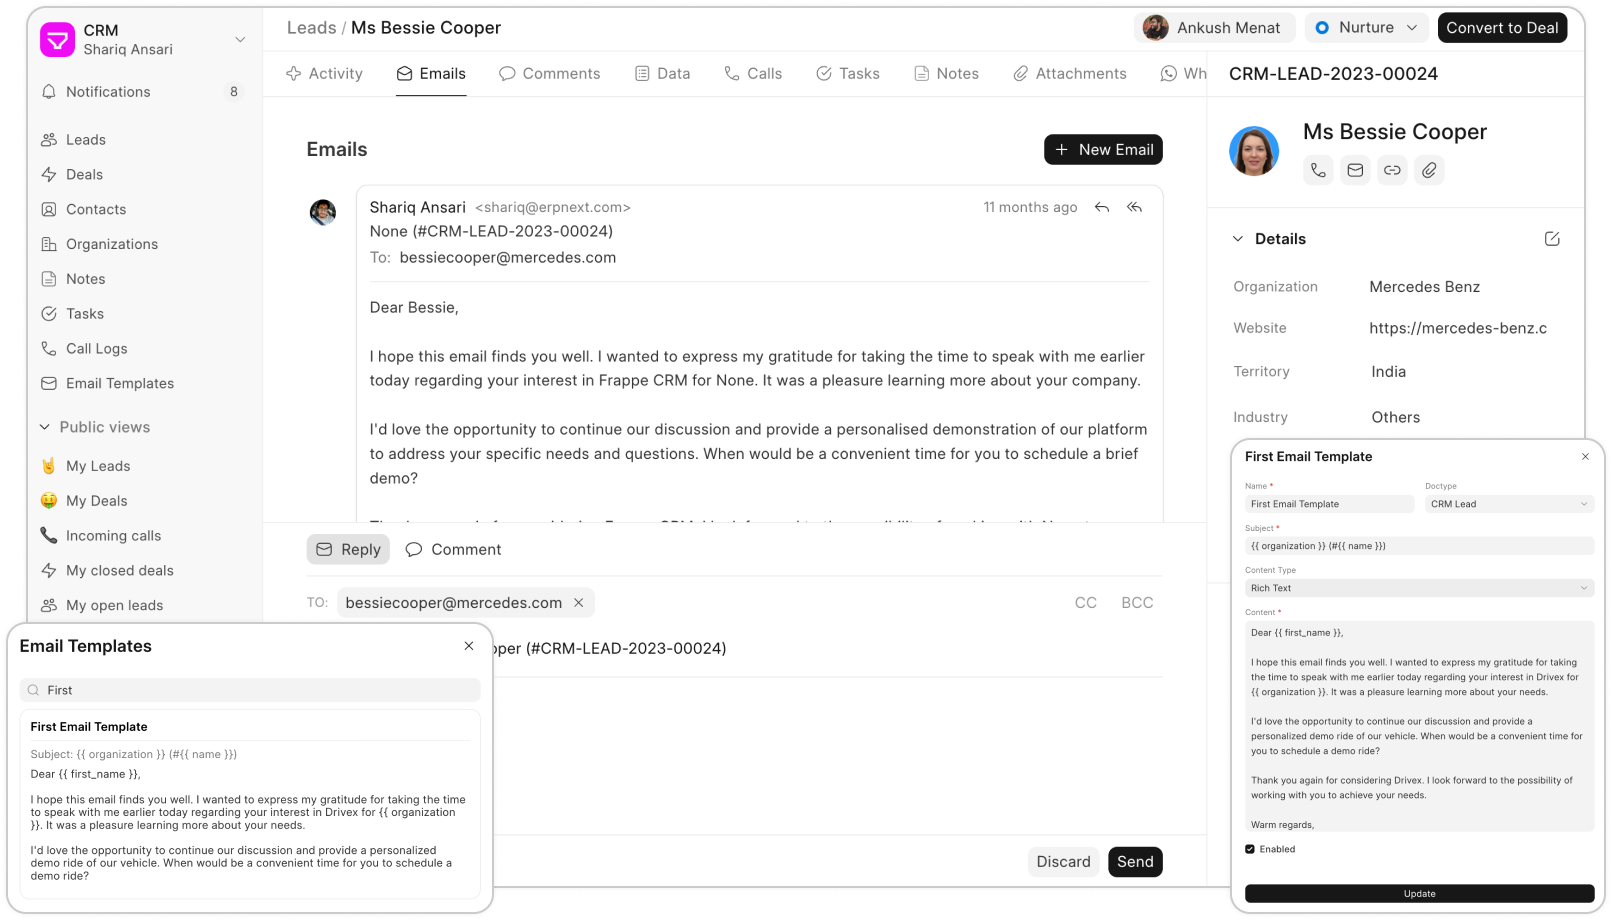 CRM
Shariq Ansari
Notifications 8
Leads
Deals
Contacts
Organizations
Notes
Tasks
Call Logs
Email Templates
Public views
My Leads
My Deals
Incoming calls
My closed deals
My open leads
Leads / Ms Bessie Cooper
Ankush Menat
Nurture
Convert to Deal
Activity
Emails
Comments
Data
Calls
Tasks
Notes
Attachments
Wh
Emails
New Email
Shariq Ansari <shariq@erpnext.com>
11 months ago
None (#CRM-LEAD-2023-00024)
To: bessiecooper@mercedes.com
Dear Bessie,
I hope this email finds you well. I wanted to express my gratitude for taking the time to speak with me earlier
today regarding your interest in Frappe CRM for None. It was a pleasure learning more about your company.
I'd love the opportunity to continue our discussion and provide a personalised demonstration of our platform
to address your specific needs and questions. When would be a convenient time for you to schedule a brief
demo?
Reply
Comment
TO: bessiecooper@mercedes.com
CC
BCC
oper (#CRM-LEAD-2023-00024)
Discard
Send
CRM-LEAD-2023-00024
Ms Bessie Cooper
Details
Organization Mercedes Benz
Website https://mercedes-benz.c
Territory India
Industry Others
Email Templates
First
First Email Template
Subject: {{ organization }} (#{{ name }})
Dear {{ first_name }},
I hope this email finds you well. I wanted to express my gratitude for taking the time
to speak with me earlier today regarding your interest in Drivex for {{ organization
}}. It was a pleasure learning more about your needs.
I'd love the opportunity to continue our discussion and provide a personalized
demo ride of our vehicle. When would be a convenient time for you to schedule a
demo ride?
First Email Template
Name *
First Email Template
Doctype
CRM Lead
Subject *
{{ organization }} (#{{ name }})
Content Type
Rich Text
Content *
Dear {{ first_name }},
I hope this email finds you well. I wanted to express my gratitude for taking
the time to speak with me earlier today regarding your interest in Drivex for
{{ organization }}. It was a pleasure learning more about your needs.
I'd love the opportunity to continue our discussion and provide a
personalized demo ride of our vehicle. When would be a convenient time for
you to schedule a demo ride?
Thank you again for considering Drivex. I look forward to the possibility of
working with you to achieve your needs.
Warm regards,
Enabled
Update